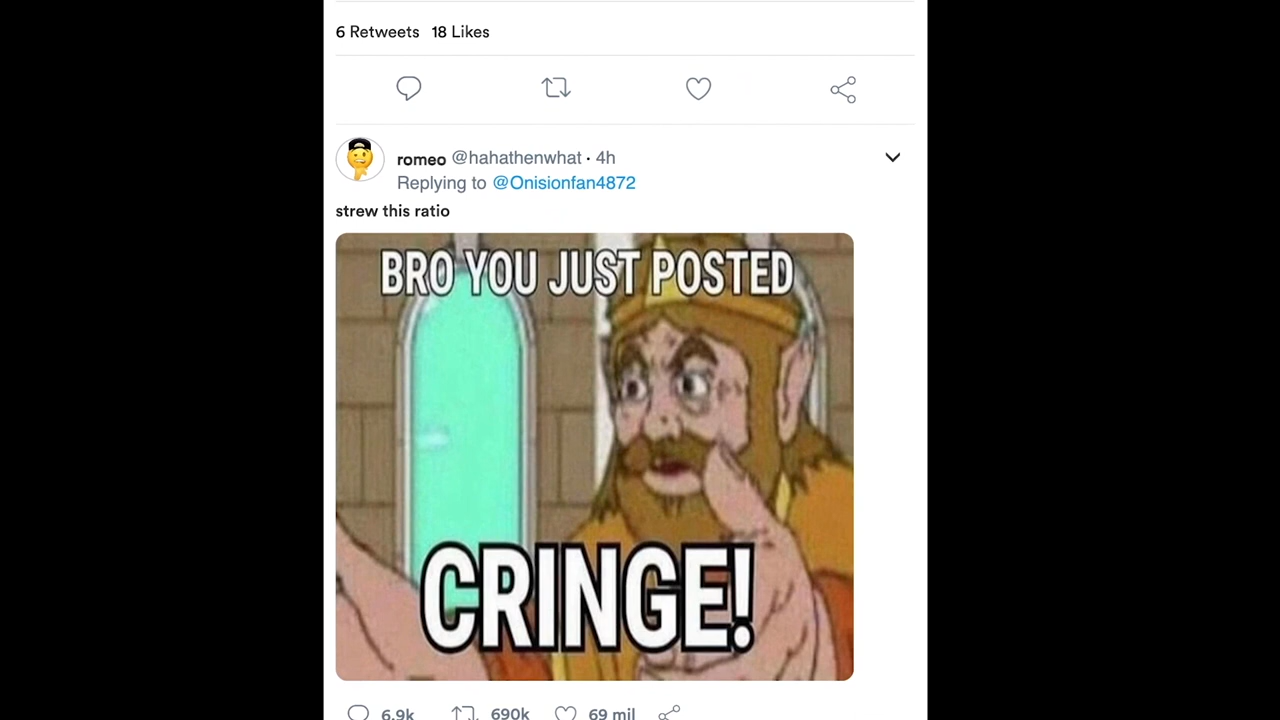 6 Retweets 18 Likes
romeo @hahathenwhat · 4h
Replying to @Onisionfan4872
strew this ratio
BRO YOU JUST POSTED
CRINGE!
6.9k 690k 69 mil